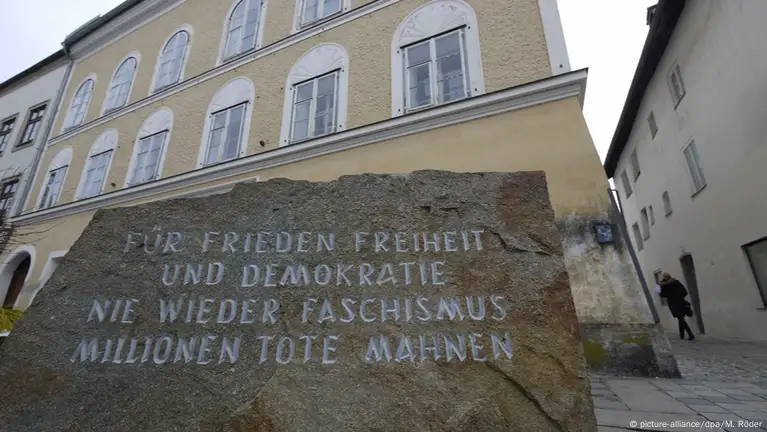 FÜR FRIEDEN FREIHEIT
UND DEMOKRATIE
NIE WIEDER FASCHISMUS
MILLIONEN TOTE MAHNEN
© picture-alliance/dpa/M. Röder